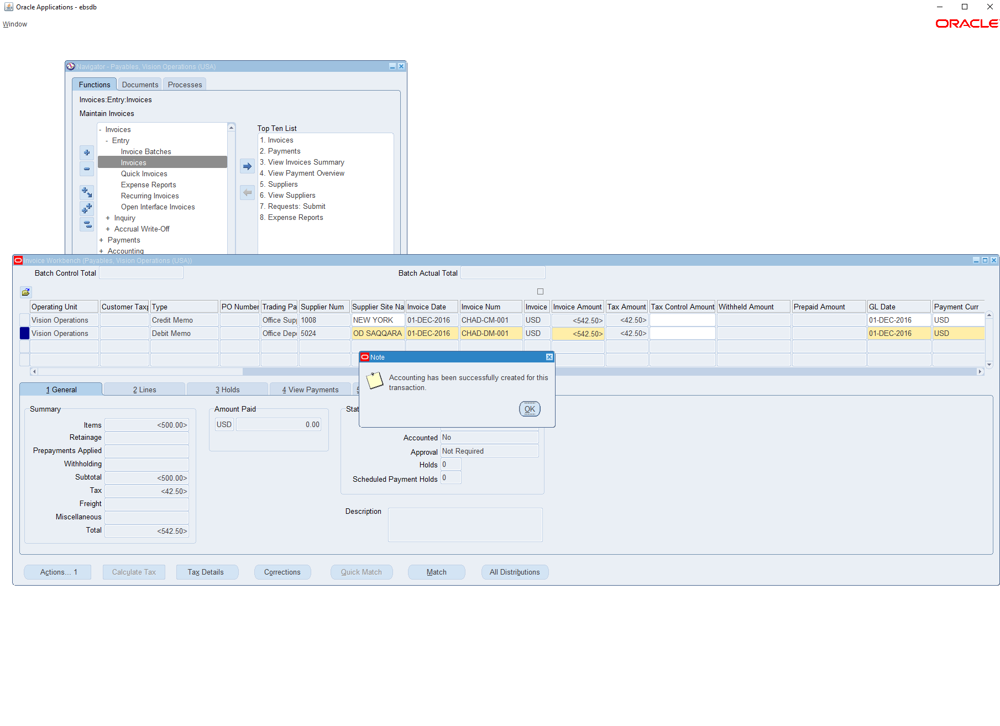 Oracle Applications - ebsdb
Window
ORACLE
Navigator - Payables, Vision Operations (USA)
Functions
Documents
Processes
Invoices:Entry:Invoices
Maintain Invoices
Top Ten List
- Invoices
- Entry
Invoice Batches
Invoices
Quick Invoices
Expense Reports
Recurring Invoices
Open Interface Invoices
+ Inquiry
+ Accrual Write-Off
+ Payments
+ Accounting
1. Invoices
2. Payments
3. View Invoices Summary
4. View Payment Overview
5. Suppliers
6. View Suppliers
7. Requests: Submit
8. Expense Reports
Invoice Workbench (Payables, Vision Operations (USA))
Batch Control Total
Batch Actual Total
Operating Unit Customer Taxp Type PO Number Trading Pa Supplier Num Supplier Site Na Invoice Date Invoice Num Invoice Invoice Amount Tax Amount Tax Control Amount Withheld Amount Prepaid Amount GL Date Payment Curr
Vision Operations Credit Memo Office Supp 1008 NEW YORK 01-DEC-2016 CHAD-CM-001 USD <542.50> <42.50> 01-DEC-2016 USD
Vision Operations Debit Memo Office Depo 5024 OD SAQQARA 01-DEC-2016 CHAD-DM-001 USD <542.50> <42.50> 01-DEC-2016 USD
Note
Accounting has been successfully created for this
transaction.
OK
1 General
2 Lines
3 Holds
4 View Payments
5
Summary
Items <500.00>
Retainage
Prepayments Applied
Withholding
Subtotal <500.00>
Tax <42.50>
Freight
Miscellaneous
Total <542.50>
Amount Paid
USD 0.00
Stat
Accounted No
Approval Not Required
Holds 0
Scheduled Payment Holds 0
Description
Actions... 1
Calculate Tax
Tax Details
Corrections
Quick Match
Match
All Distributions